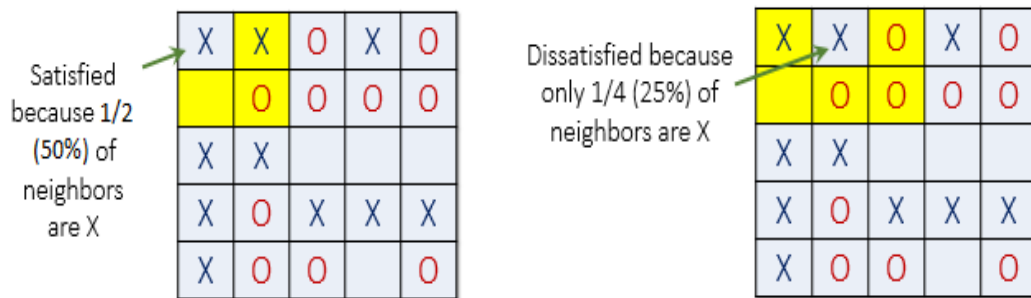 Satisfied
because 1/2
(50%) of
neighbors
are X
X X O X O
O O O O
X X
X O X X X
X O O O
Dissatisfied because
only 1/4 (25%) of
neighbors are X
X X O X O
O O O O
X X
X O X X X
X O O O